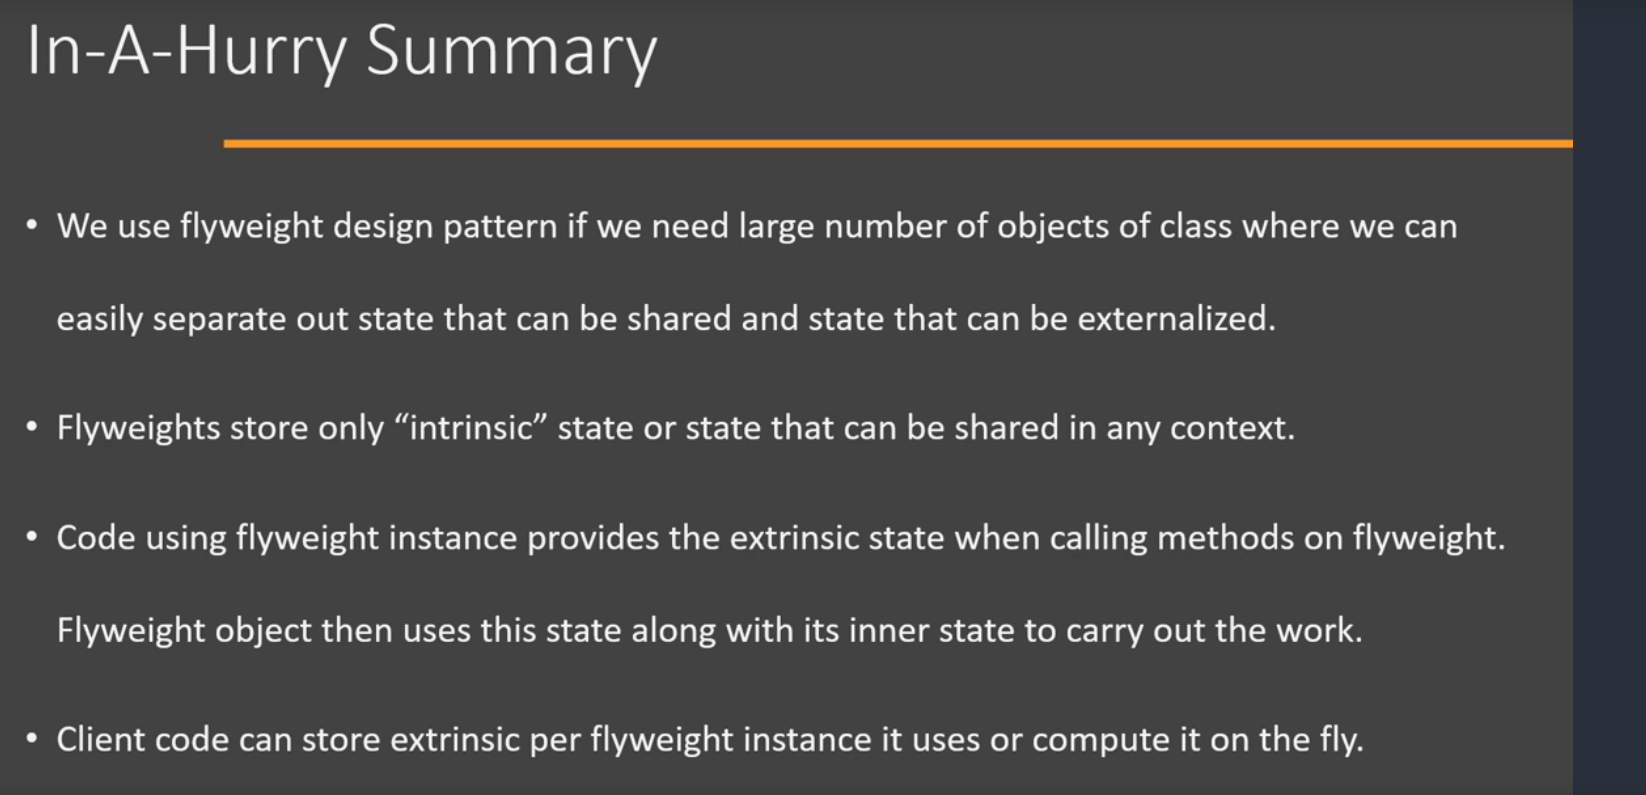 In-A-Hurry Summary
• We use flyweight design pattern if we need large number of objects of class where we can
easily separate out state that can be shared and state that can be externalized.
• Flyweights store only “intrinsic” state or state that can be shared in any context.
• Code using flyweight instance provides the extrinsic state when calling methods on flyweight.
Flyweight object then uses this state along with its inner state to carry out the work.
• Client code can store extrinsic per flyweight instance it uses or compute it on the fly.